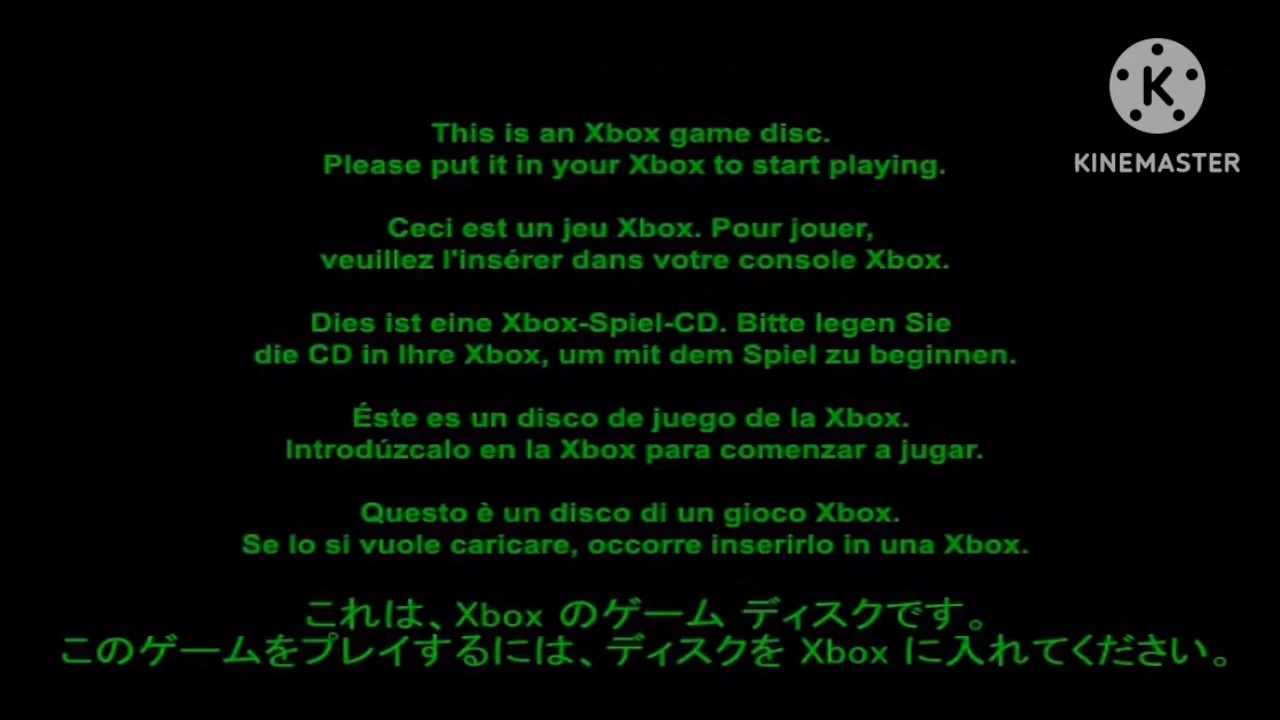 This is an Xbox game disc.
Please put it in your Xbox to start playing.
Ceci est un jeu Xbox. Pour jouer,
veuillez l'insérer dans votre console Xbox.
Dies ist eine Xbox-Spiel-CD. Bitte legen Sie
die CD in Ihre Xbox, um mit dem Spiel zu beginnen.
Éste es un disco de juego de la Xbox.
Introdúzcalo en la Xbox para comenzar a jugar.
Questo è un disco di un gioco Xbox.
Se lo si vuole caricare, occorre inserirlo in una Xbox.
これは、Xbox のゲーム ディスクです。
このゲームをプレイするには、ディスクを Xbox に入れてください。
K
KINEMASTER